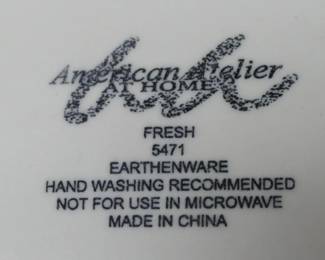 American Atelier
AT HOME
FRESH
5471
EARTHENWARE
HAND WASHING RECOMMENDED
NOT FOR USE IN MICROWAVE
MADE IN CHINA